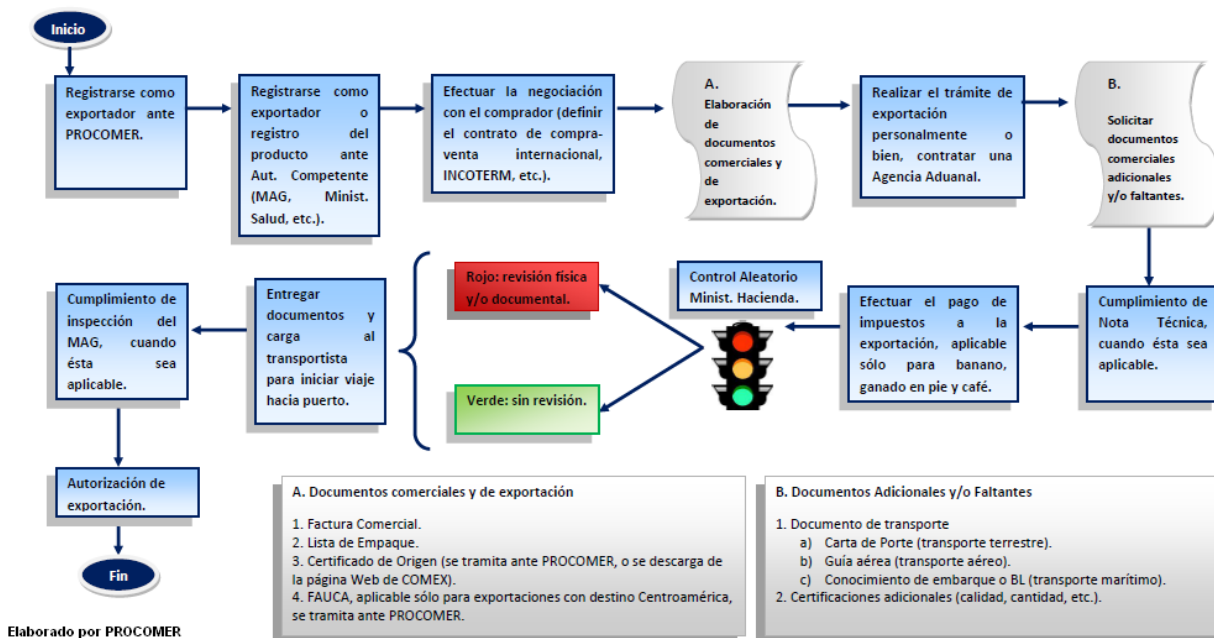 Inicio
Registrarse como
exportador ante
PROCOMER.
Registrarse como
exportador o
registro del
producto ante
Aut. Competente
(MAG, Minist.
Salud, etc.).
Efectuar la negociación
con el comprador (definir
el contrato de compra-
venta internacional,
INCOTERM, etc.).
A.
Elaboración
de
documentos
comerciales y
de
exportación.
Realizar el trámite de
exportación
personalmente o
bien, contratar una
Agencia Aduanal.
B.
Solicitar
documentos
comerciales
adicionales
y/o faltantes.
Cumplimiento de
Nota Técnica,
cuando ésta sea
aplicable.
Efectuar el pago de
impuestos a la
exportación, aplicable
sólo para banano,
ganado en pie y café.
Control Aleatorio
Minist. Hacienda.
Rojo: revisión física
y/o documental.
Verde: sin revisión.
Entregar
documentos y
carga al
transportista
para iniciar viaje
hacia puerto.
Cumplimiento de
inspección del
MAG, cuando
ésta sea
aplicable.
Autorización de
exportación.
Fin
A. Documentos comerciales y de exportación
1. Factura Comercial.
2. Lista de Empaque.
3. Certificado de Origen (se tramita ante PROCOMER, o se descarga de
la página Web de COMEX).
4. FAUCA, aplicable sólo para exportaciones con destino Centroamérica,
se tramita ante PROCOMER.
B. Documentos Adicionales y/o Faltantes
1. Documento de transporte
a) Carta de Porte (transporte terrestre).
b) Guía aérea (transporte aéreo).
c) Conocimiento de embarque o BL (transporte marítimo).
2. Certificaciones adicionales (calidad, cantidad, etc.).
Elaborado por PROCOMER